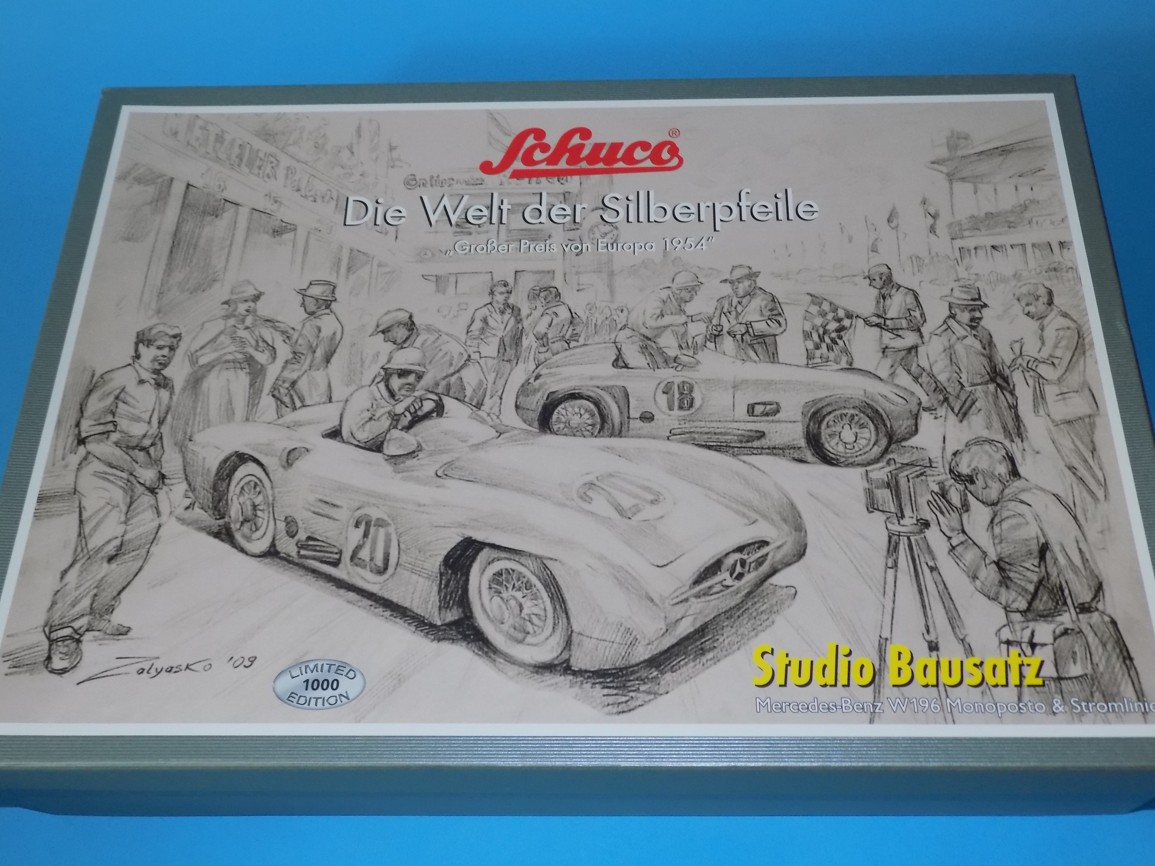 Schuco®
Die Welt der Silberpfeile
„Großer Preis von Europa 1954"
18
20
20
Zolyasko '09
LIMITED
1000
EDITION
Studio Bausatz
Mercedes-Benz W196 Monoposto & Stromlinie